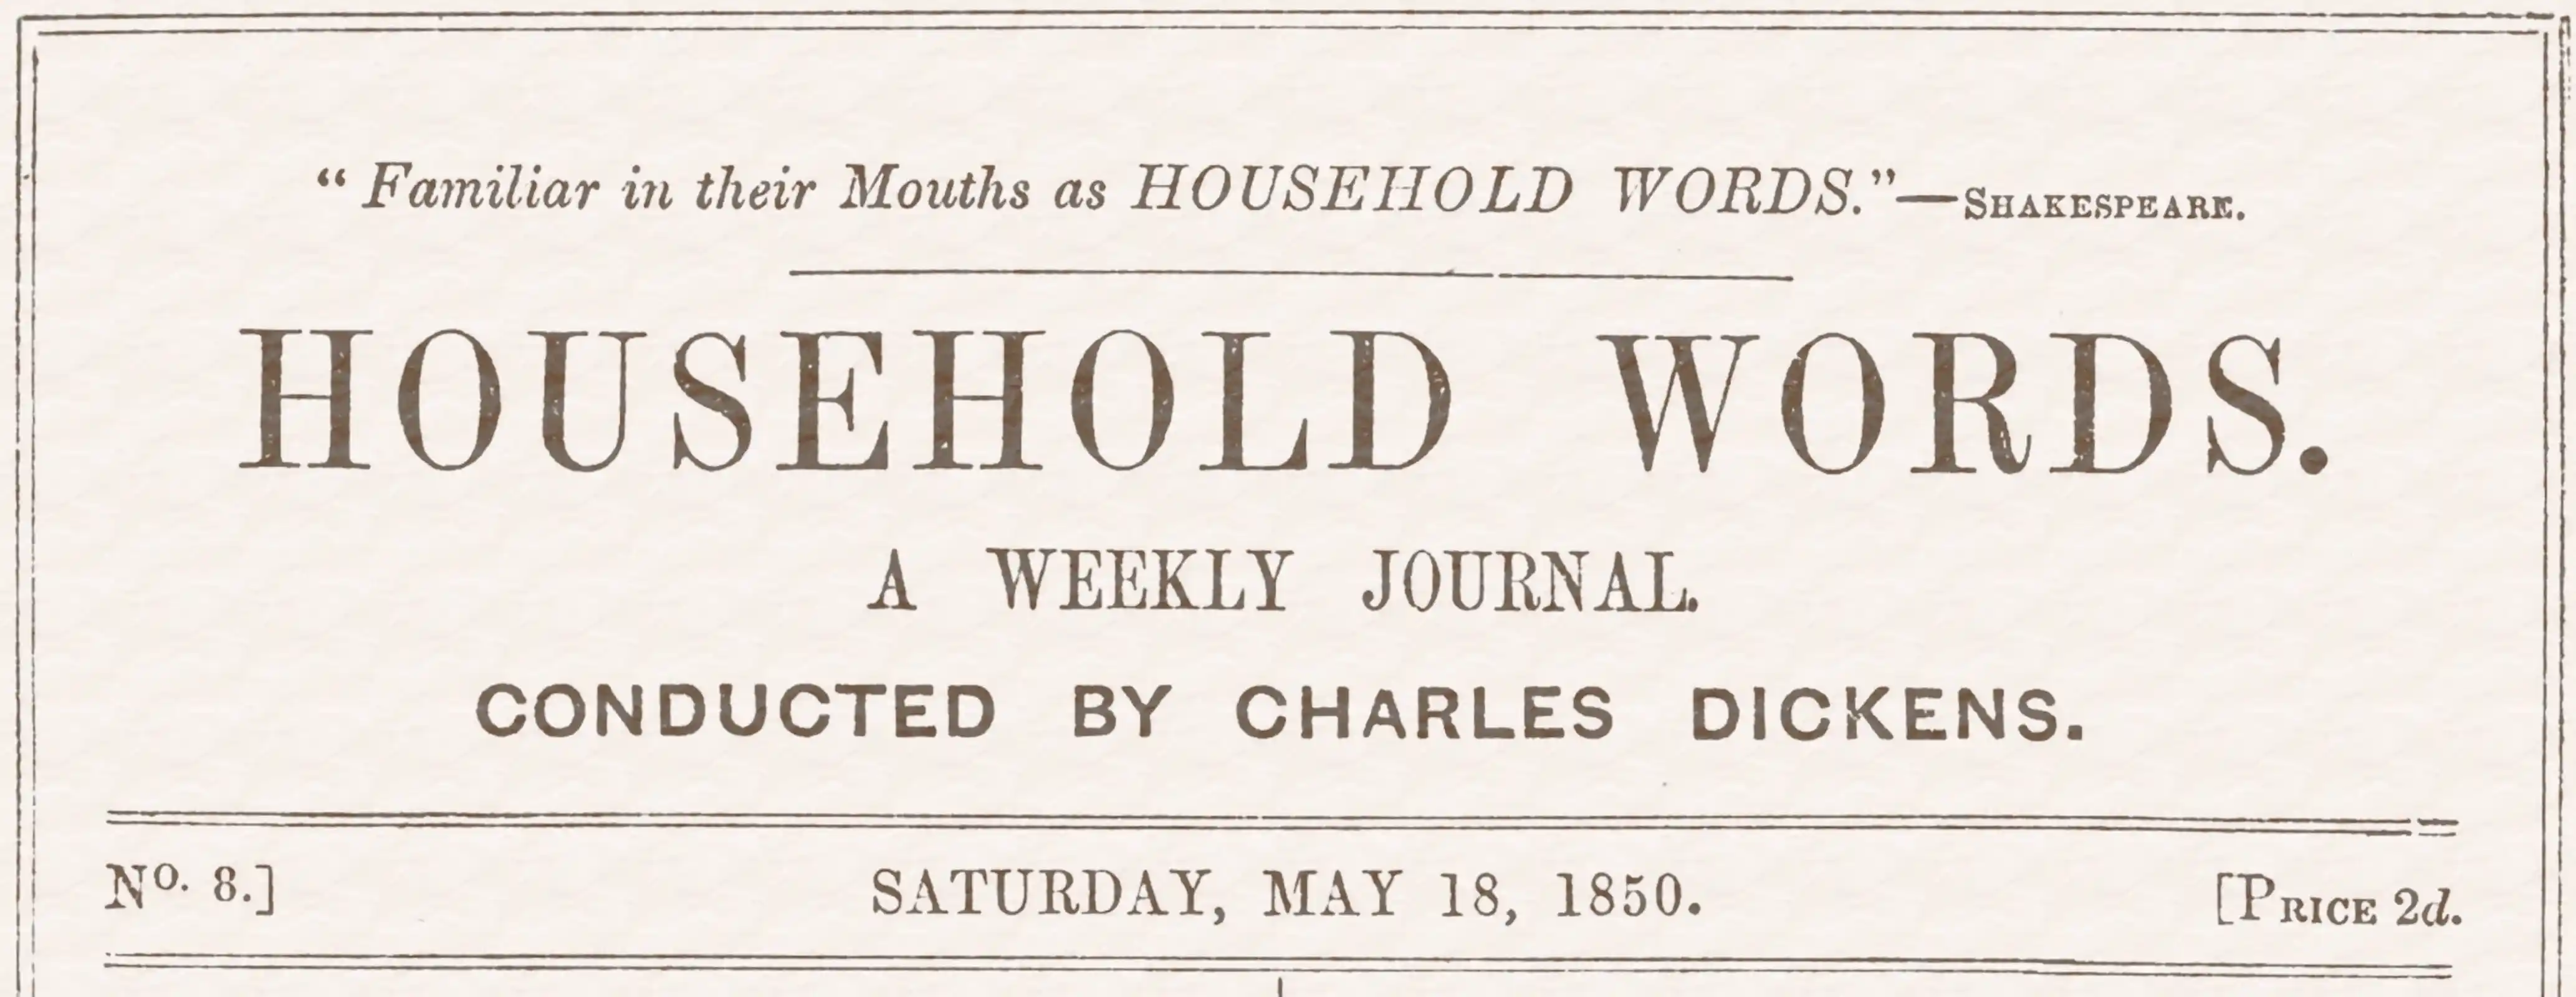 “ Familiar in their Mouths as HOUSEHOLD WORDS.”—SHAKESPEARE.
HOUSEHOLD WORDS.
A WEEKLY JOURNAL.
CONDUCTED BY CHARLES DICKENS.
Nº. 8.] SATURDAY, MAY 18, 1850. [PRICE 2d.